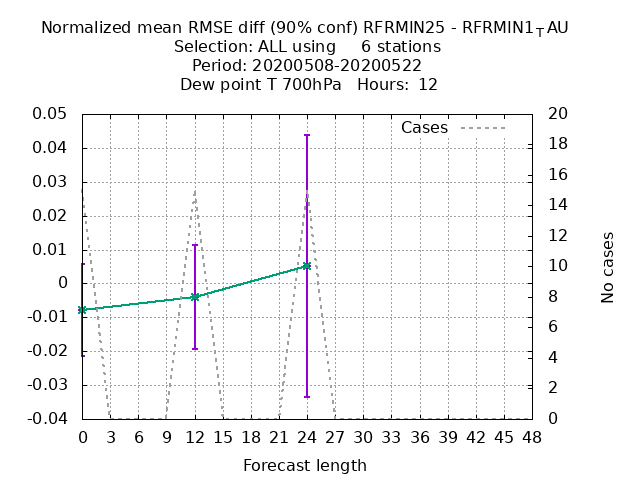 Normalized mean RMSE diff (90% conf) RFRMIN25 - RFRMIN1TAU
Selection: ALL using 6 stations
Period: 20200508-20200522
Dew point T 700hPa Hours: 12
Cases
0.05
0.04
0.03
0.02
0.01
0
-0.01
-0.02
-0.03
-0.04
20
18
16
14
12
10
8
6
4
2
0
No cases
0 3 6 9 12 15 18 21 24 27 30 33 36 39 42 45 48
Forecast length